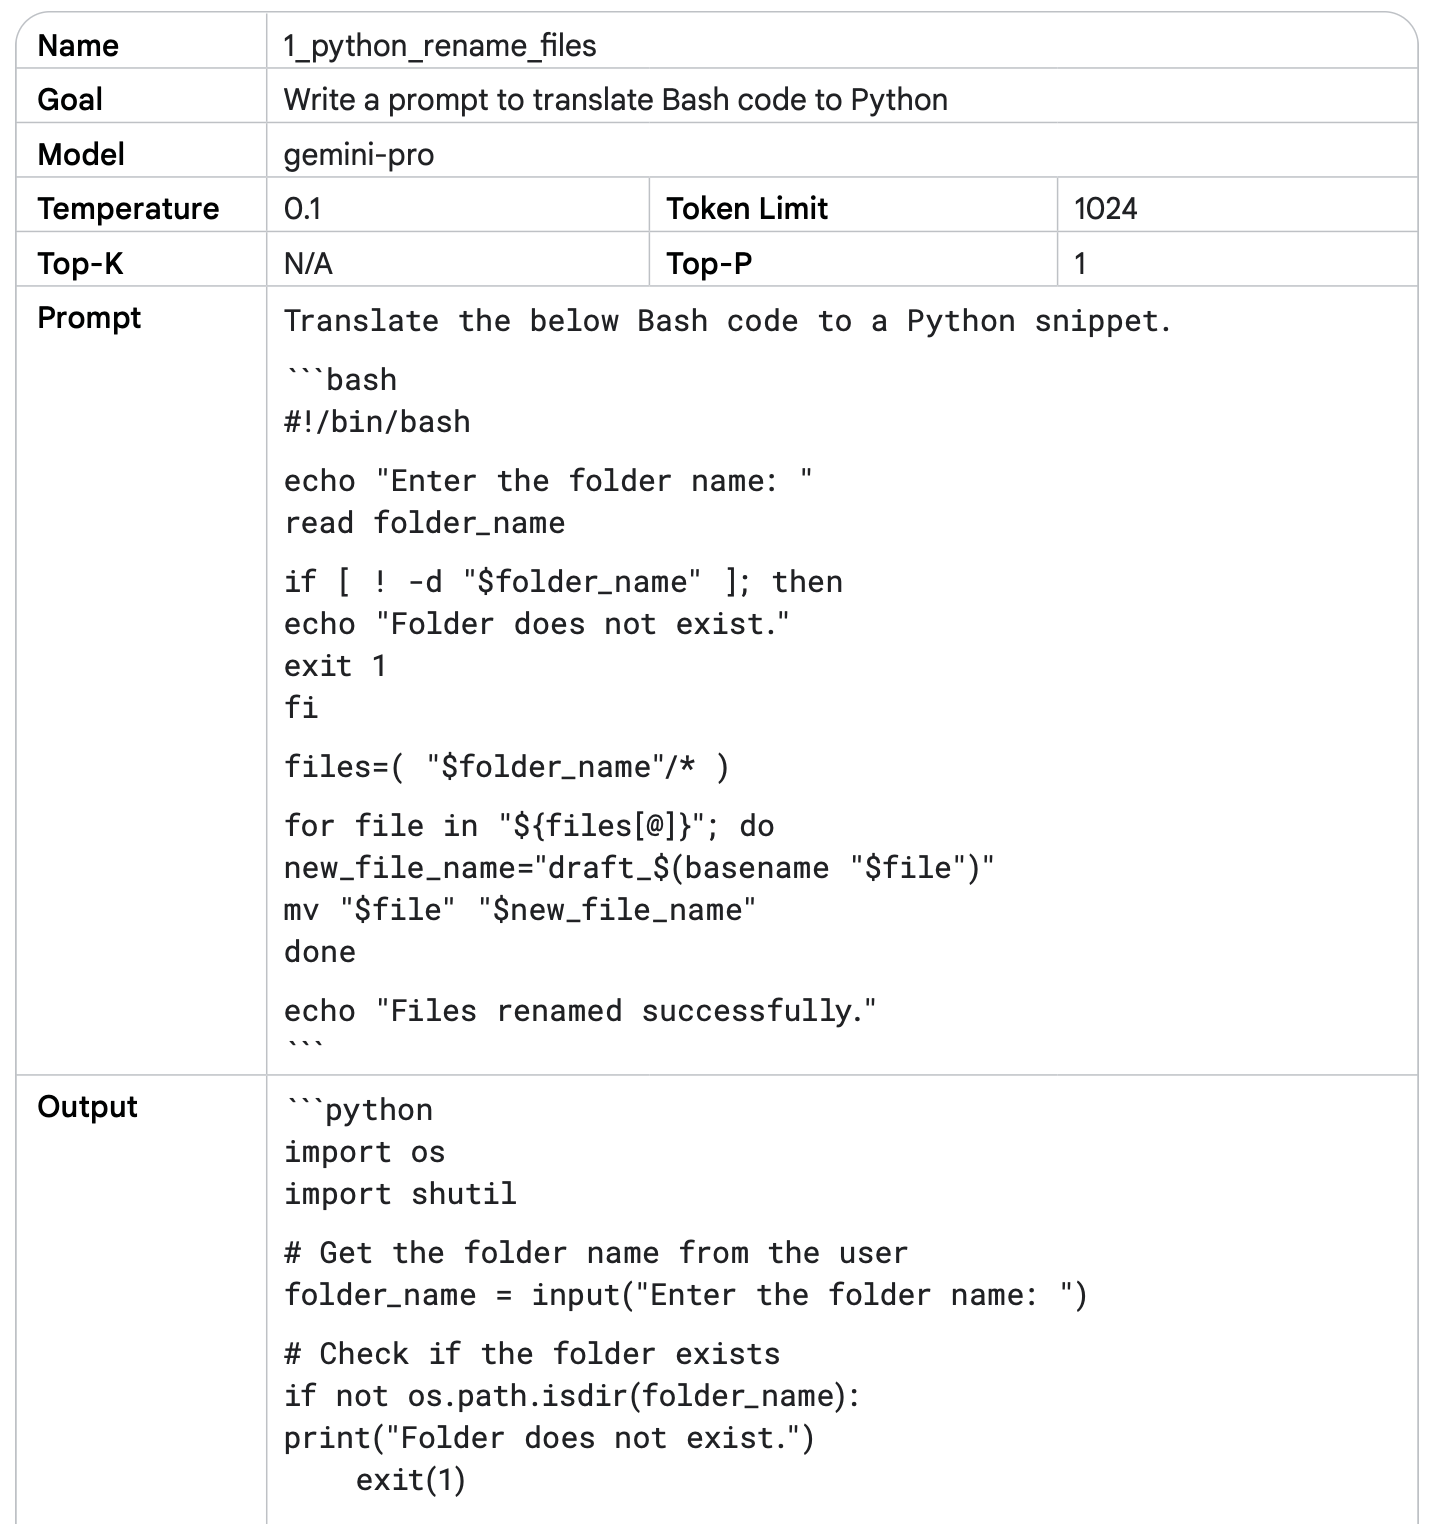 Name 1_python_rename_files
Goal Write a prompt to translate Bash code to Python
Model gemini-pro
Temperature 0.1 Token Limit 1024
Top-K N/A Top-P 1
Prompt Translate the below Bash code to a Python snippet.
```bash
#!/bin/bash
echo "Enter the folder name: "
read folder_name
if [ ! -d "$folder_name" ]; then
echo "Folder does not exist."
exit 1
fi
files=( "$folder_name"/* )
for file in "${files[@]}"; do
new_file_name="draft_$(basename "$file")"
mv "$file" "$new_file_name"
done
echo "Files renamed successfully."
```
Output ```python
import os
import shutil
# Get the folder name from the user
folder_name = input("Enter the folder name: ")
# Check if the folder exists
if not os.path.isdir(folder_name):
print("Folder does not exist.")
    exit(1)